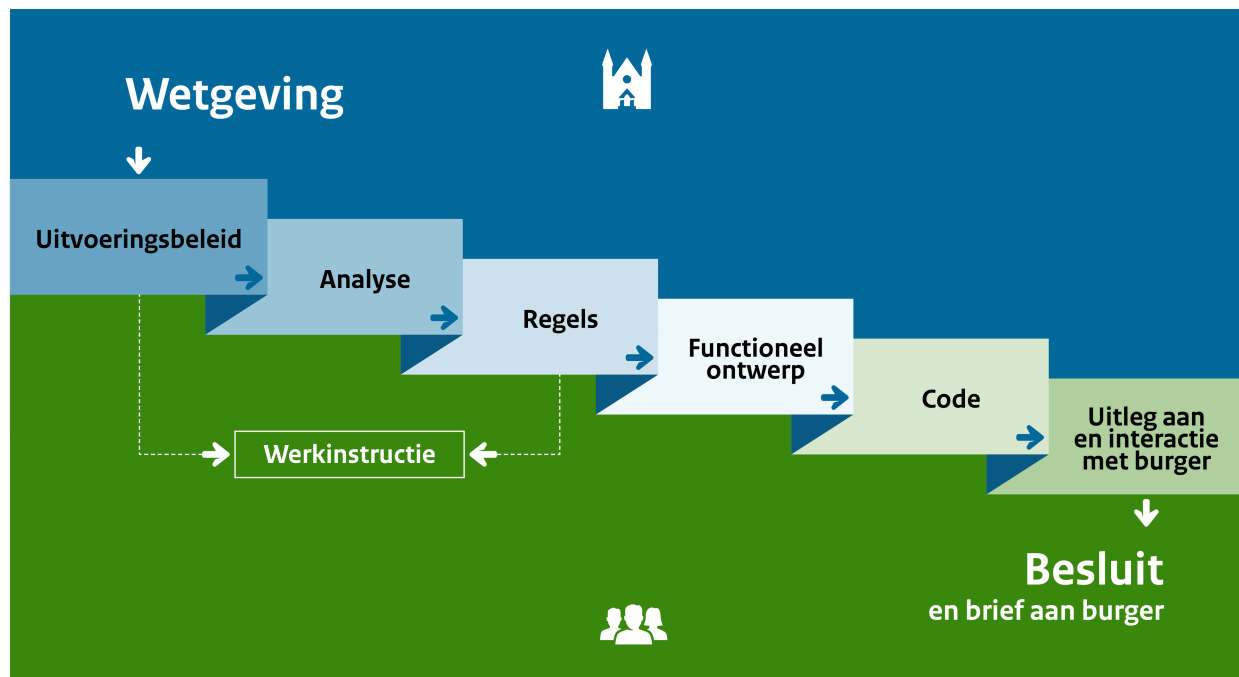 Wetgeving
Uitvoeringsbeleid
Analyse
Regels
Functioneel
ontwerp
Code
Uitleg aan
en interactie
met burger
Werkinstructie
Besluit
en brief aan burger